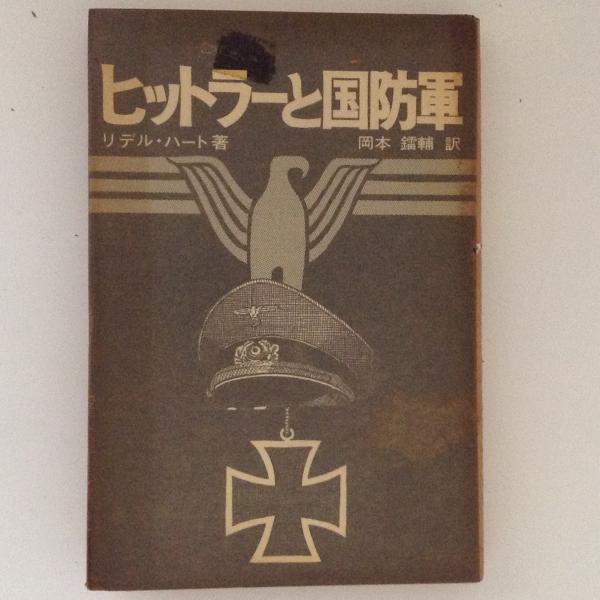 ヒットラーと国防軍
リデル・ハート著
岡本 鐳輔 訳